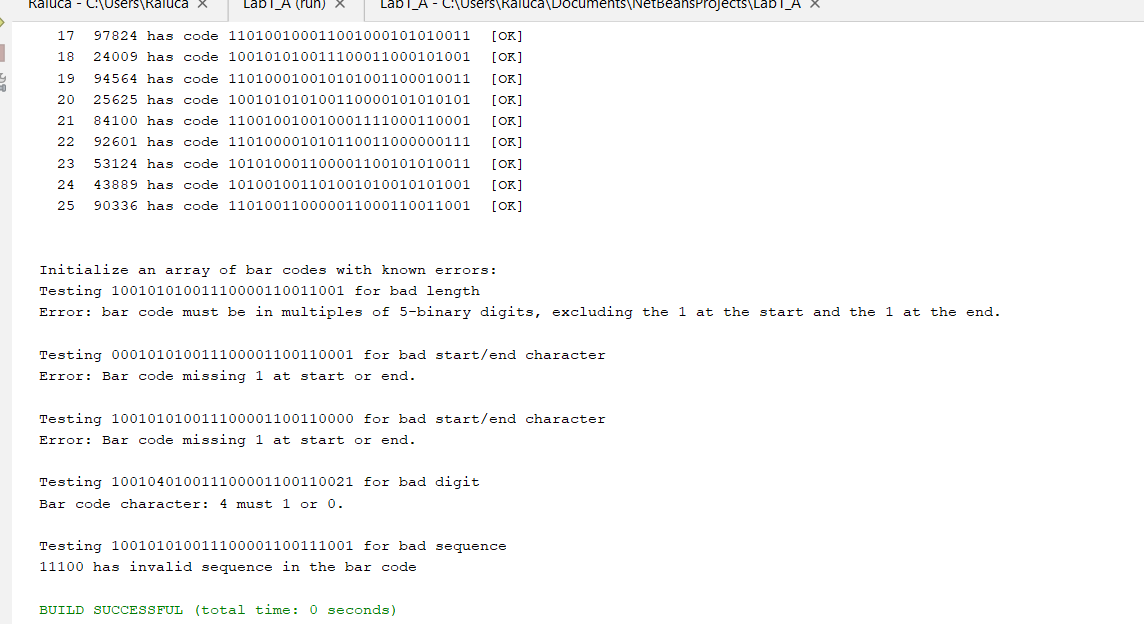 Raluca - C:\Users\Raluca × Lab1_A (run) × Lab1_A - C:\Users\Raluca\Documents\NetBeansProjects\Lab1_A ×
17 97824 has code 110100100011001000101010011 [OK]
18 24009 has code 100101010011100011000101001 [OK]
19 94564 has code 110100010010101001100010011 [OK]
20 25625 has code 100101010100110000101010101 [OK]
21 84100 has code 110010010010001111000110001 [OK]
22 92601 has code 110100001010110011000000111 [OK]
23 53124 has code 101010001100001100101010011 [OK]
24 43889 has code 101001001101001010010101001 [OK]
25 90336 has code 110100110000011000110011001 [OK]
Initialize an array of bar codes with known errors:
Testing 10010101001110000110011001 for bad length
Error: bar code must be in multiples of 5-binary digits, excluding the 1 at the start and the 1 at the end.
Testing 000101010011100001100110001 for bad start/end character
Error: Bar code missing 1 at start or end.
Testing 100101010011100001100110000 for bad start/end character
Error: Bar code missing 1 at start or end.
Testing 100104010011100001100110021 for bad digit
Bar code character: 4 must 1 or 0.
Testing 100101010011100001100111001 for bad sequence
11100 has invalid sequence in the bar code
BUILD SUCCESSFUL (total time: 0 seconds)